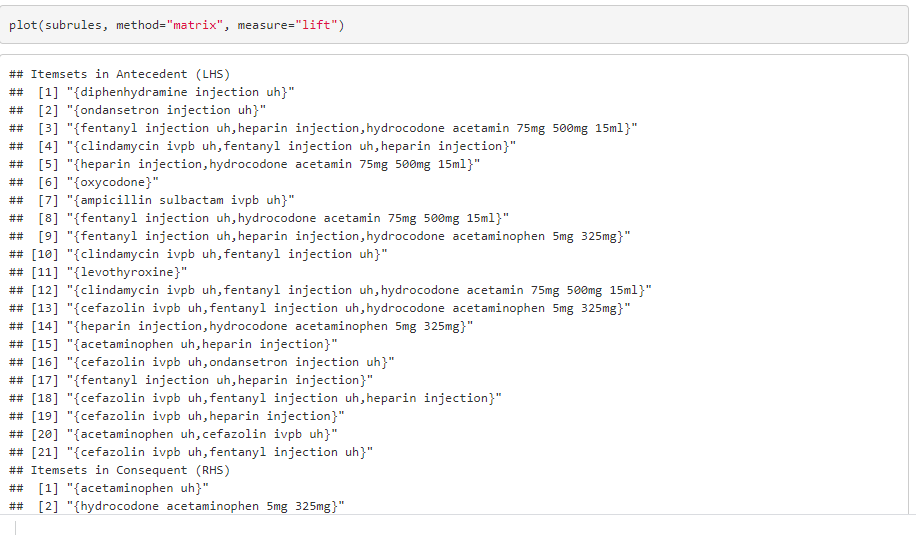 plot(subrules, method="matrix", measure="lift")
## Itemsets in Antecedent (LHS)
##  [1] "{diphenhydramine injection uh}"
##  [2] "{ondansetron injection uh}"
##  [3] "{fentanyl injection uh,heparin injection,hydrocodone acetamin 75mg 500mg 15ml}"
##  [4] "{clindamycin ivpb uh,fentanyl injection uh,heparin injection}"
##  [5] "{heparin injection,hydrocodone acetamin 75mg 500mg 15ml}"
##  [6] "{oxycodone}"
##  [7] "{ampicillin sulbactam ivpb uh}"
##  [8] "{fentanyl injection uh,hydrocodone acetamin 75mg 500mg 15ml}"
##  [9] "{fentanyl injection uh,heparin injection,hydrocodone acetaminophen 5mg 325mg}"
## [10] "{clindamycin ivpb uh,fentanyl injection uh}"
## [11] "{levothyroxine}"
## [12] "{clindamycin ivpb uh,fentanyl injection uh,hydrocodone acetamin 75mg 500mg 15ml}"
## [13] "{cefazolin ivpb uh,fentanyl injection uh,hydrocodone acetaminophen 5mg 325mg}"
## [14] "{heparin injection,hydrocodone acetaminophen 5mg 325mg}"
## [15] "{acetaminophen uh,heparin injection}"
## [16] "{cefazolin ivpb uh,ondansetron injection uh}"
## [17] "{fentanyl injection uh,heparin injection}"
## [18] "{cefazolin ivpb uh,fentanyl injection uh,heparin injection}"
## [19] "{cefazolin ivpb uh,heparin injection}"
## [20] "{acetaminophen uh,cefazolin ivpb uh}"
## [21] "{cefazolin ivpb uh,fentanyl injection uh}"
## Itemsets in Consequent (RHS)
##  [1] "{acetaminophen uh}"
##  [2] "{hydrocodone acetaminophen 5mg 325mg}"